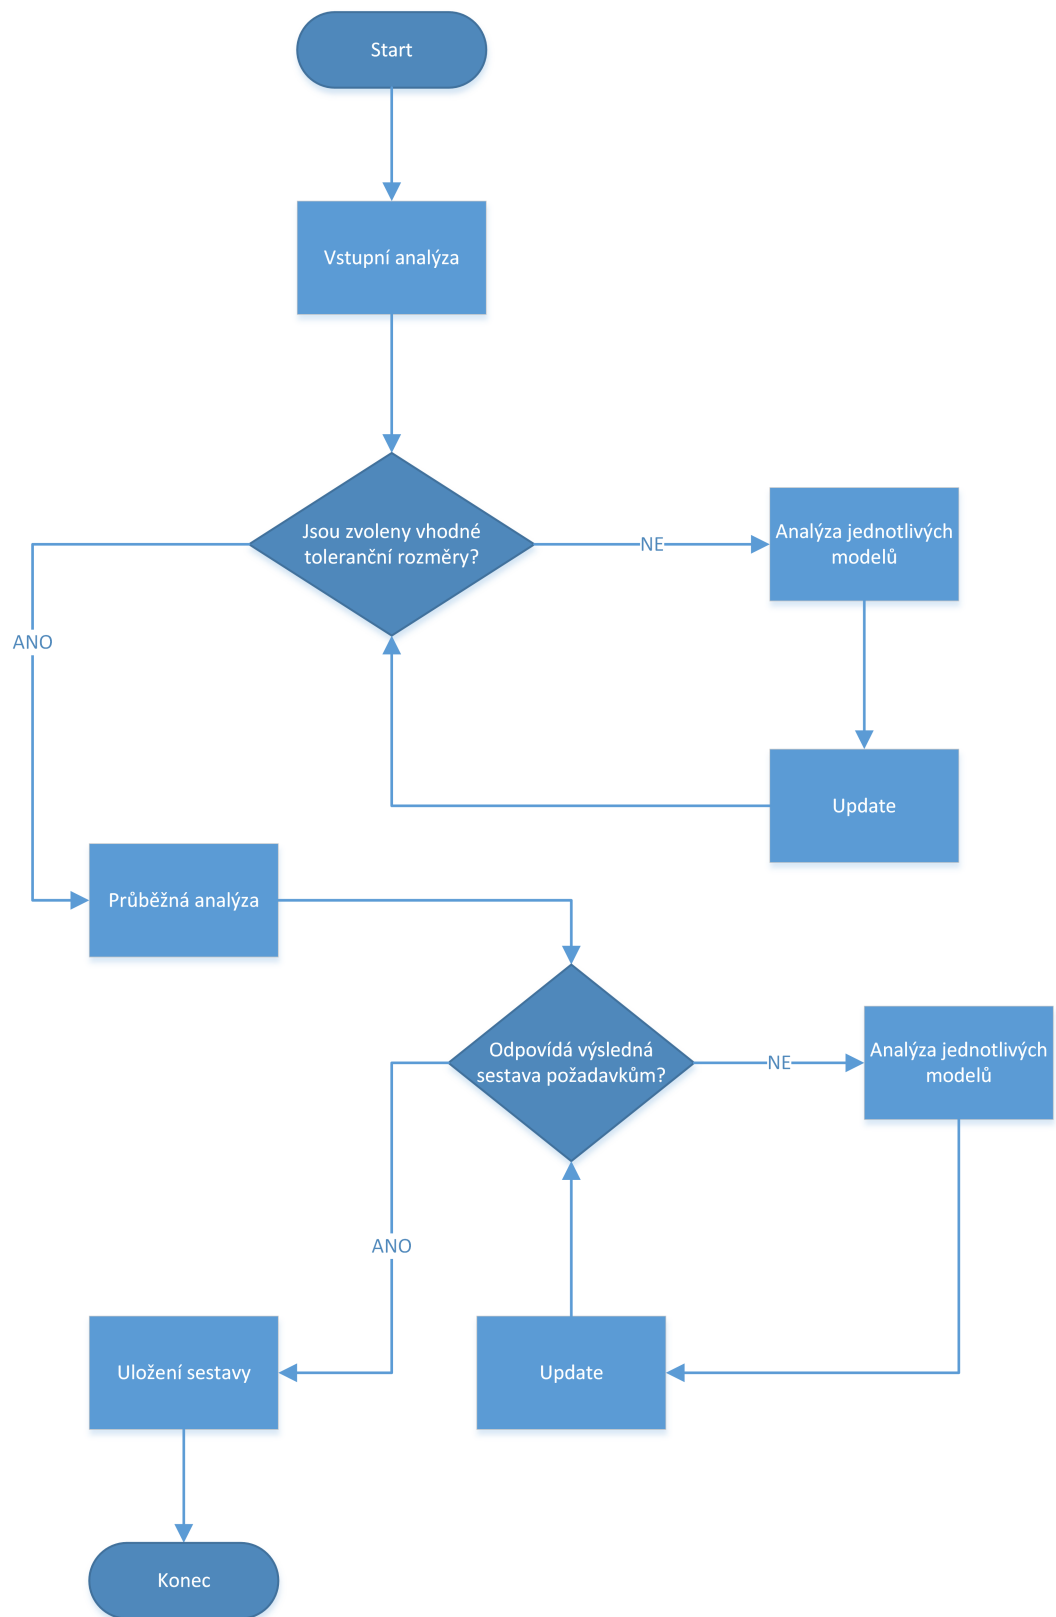 Start
Vstupní analýza
Jsou zvoleny vhodné
toleranční rozměry?
NE
Analýza jednotlivých
modelů
ANO
Update
Průběžná analýza
Odpovídá výsledná
sestava požadavkům?
NE
Analýza jednotlivých
modelů
ANO
Uložení sestavy
Update
Konec